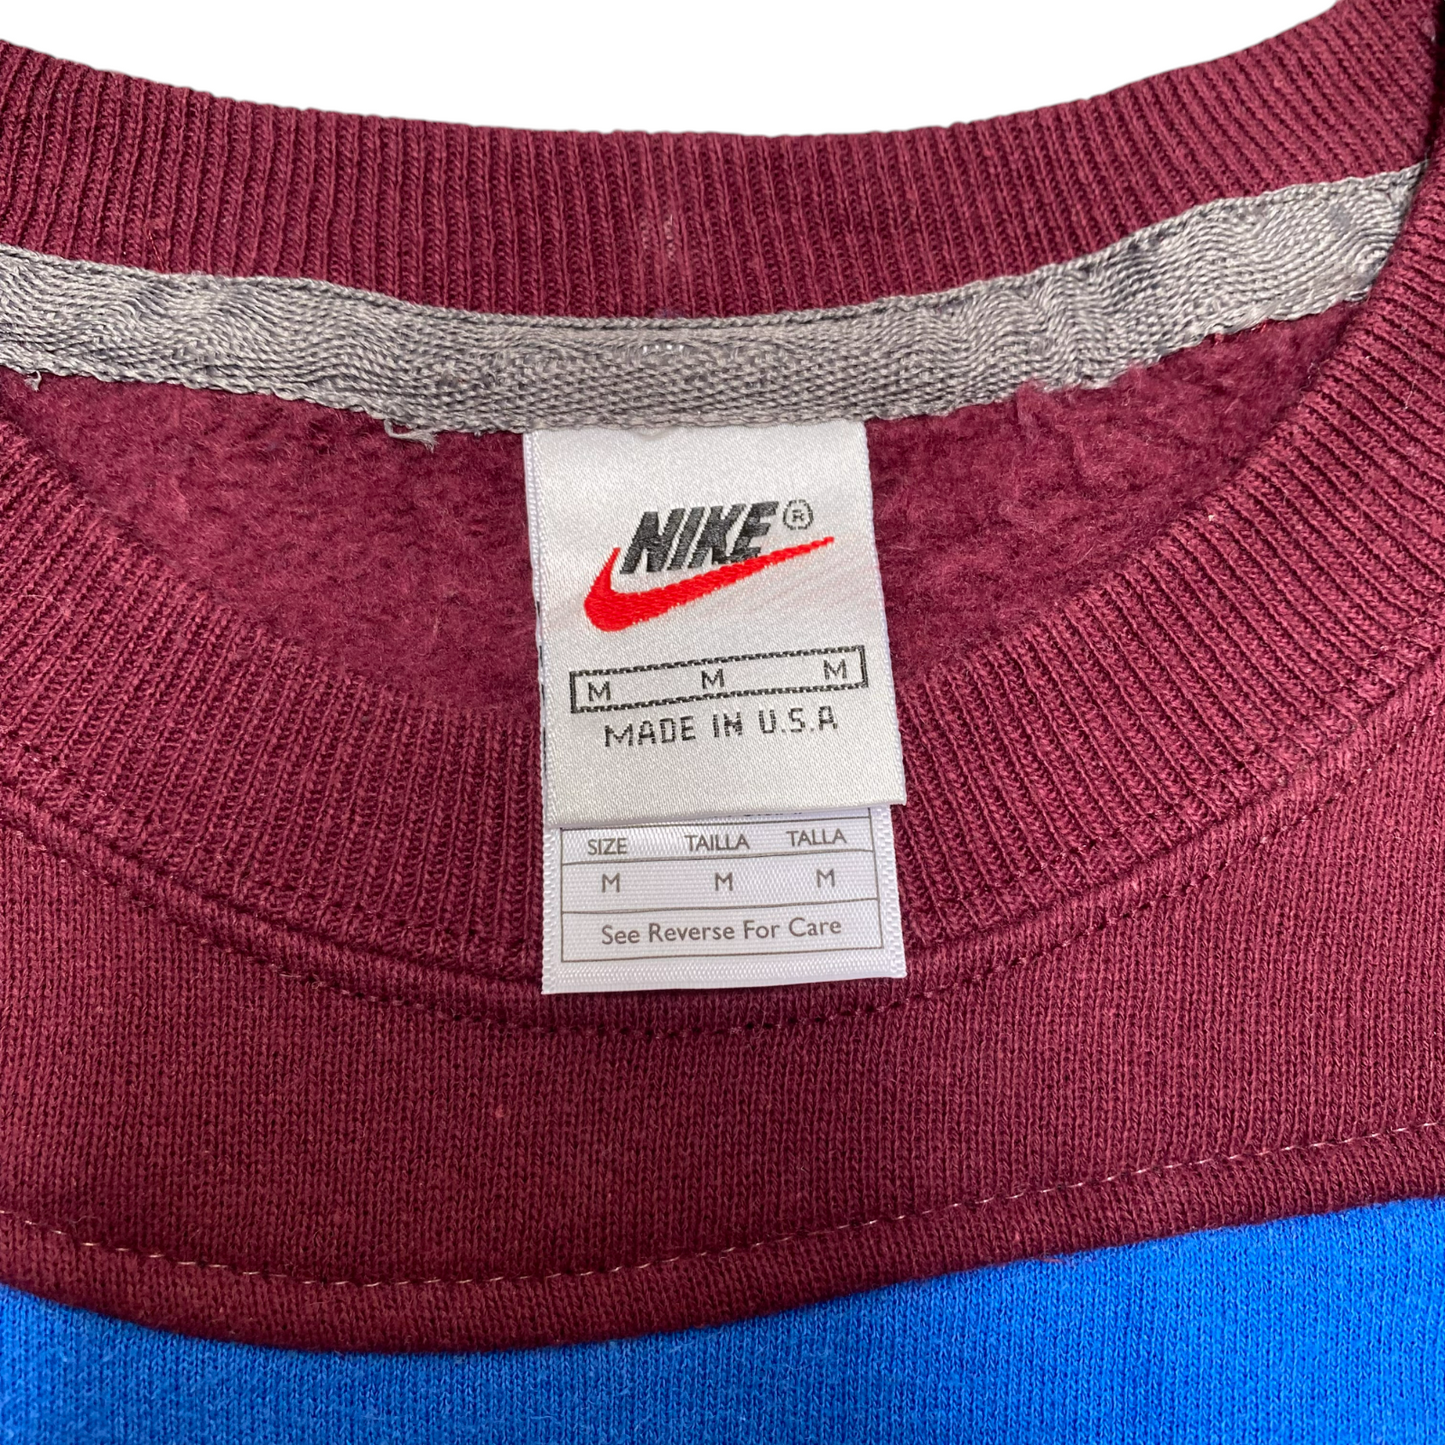 NIKE®
M M M
MADE IN U.S.A
SIZE TAILLA TALLA
M M M
See Reverse For Care